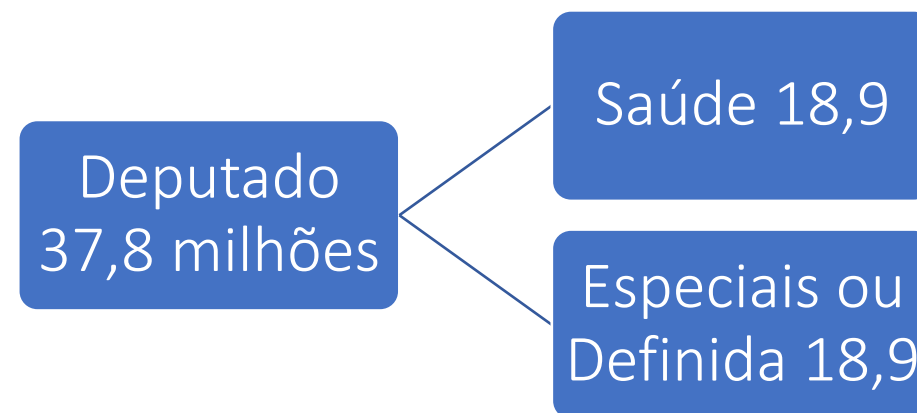 Deputado
37,8 milhões
Saúde 18,9
Especiais ou
Definida 18,9